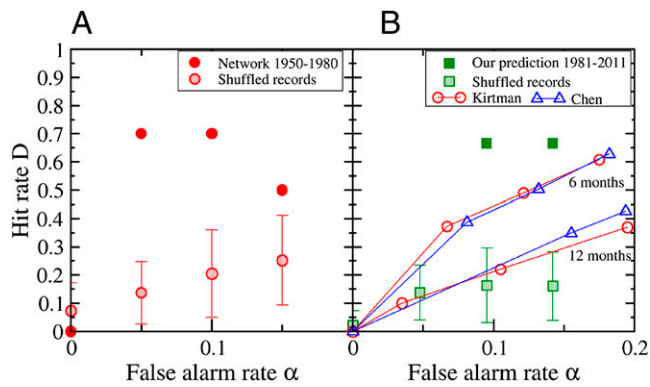 A
B
Network 1950-1980
Shuffled records
Our prediction 1981-2011
Shuffled records
Kirtman Chen
1
0.9
0.8
0.7
0.6
0.5
0.4
0.3
0.2
0.1
0
Hit rate D
6 months
12 months
0 0.1 0 0.1 0.2
False alarm rate α False alarm rate α